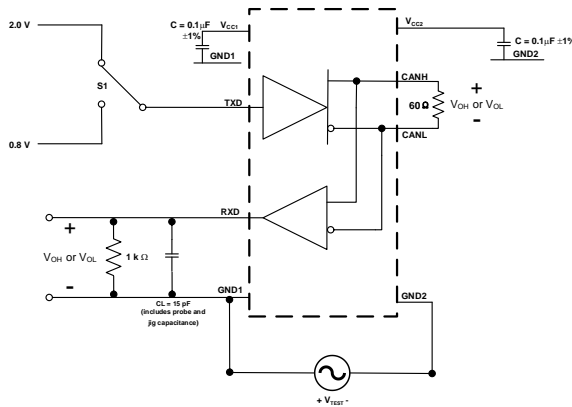 2.0 V
C = 0.1µF
±1%
VCC1
GND1
VCC2
C = 0.1µF ±1%
GND2
S1
TXD
CANH
60 Ω
+
VOH or VOL
-
CANL
0.8 V
RXD
+
VOH or VOL
-
1 k Ω
CL = 15 pF
(includes probe and
jig capacitance)
GND1
GND2
+ VTEST -